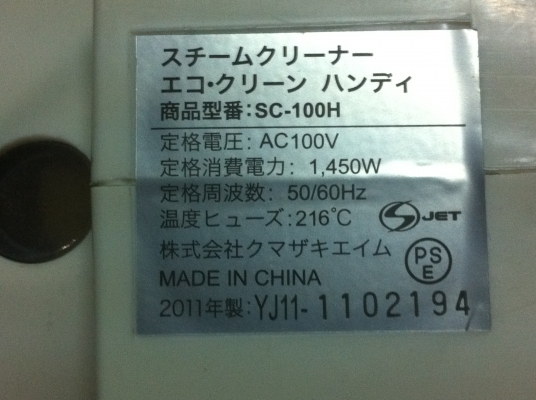 スチームクリーナー
エコ・クリーン ハンディ
商品型番:SC-100H
定格電圧: AC100V
定格消費電力: 1,450W
定格周波数: 50/60Hz
温度ヒューズ:216℃
S JET
株式会社クマザキエイム
PS
E
MADE IN CHINA
2011年製:YJ11-1102194